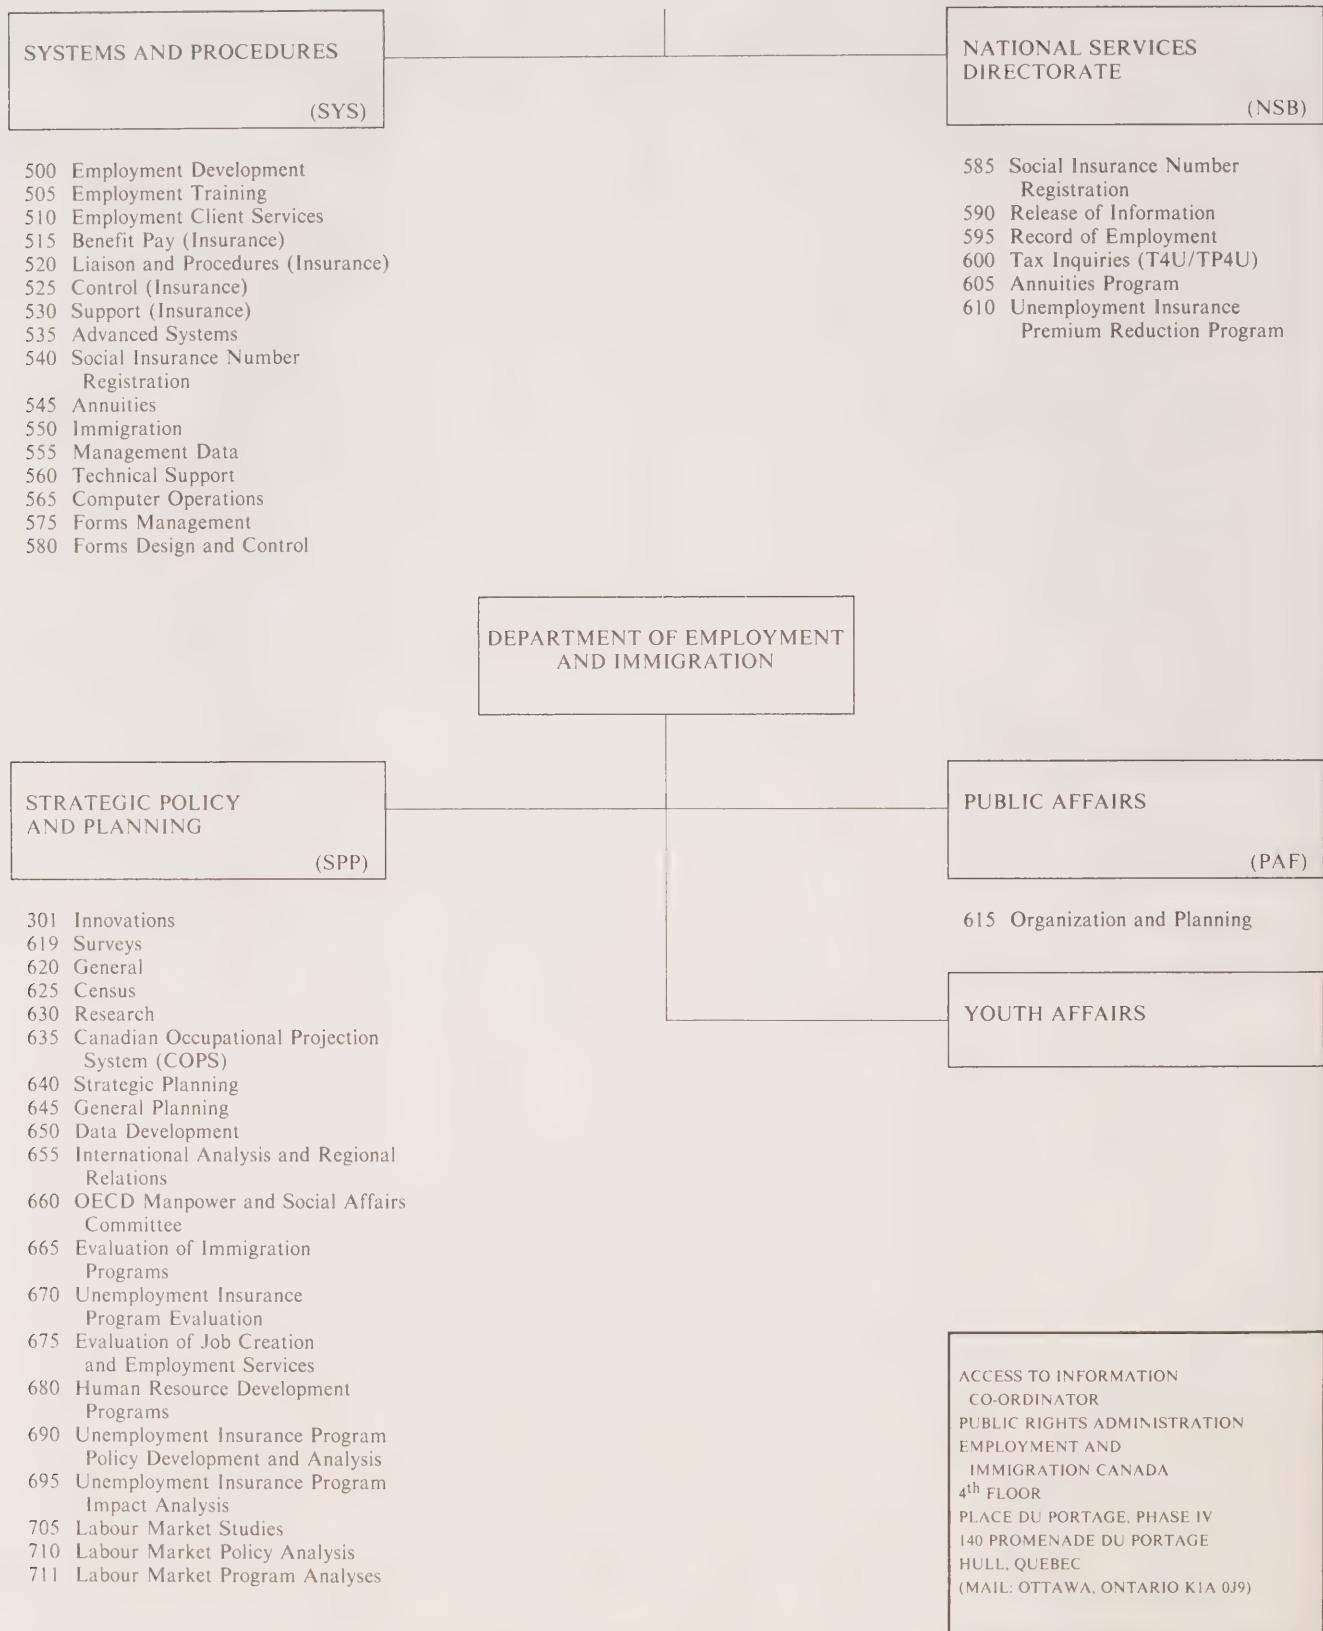 SYSTEMS AND PROCEDURES
(SYS)
500 Employment Development
505 Employment Training
510 Employment Client Services
515 Benefit Pay (Insurance)
520 Liaison and Procedures (Insurance)
525 Control (Insurance)
530 Support (Insurance)
535 Advanced Systems
540 Social Insurance Number
Registration
545 Annuities
550 Immigration
555 Management Data
560 Technical Support
565 Computer Operations
575 Forms Management
580 Forms Design and Control
NATIONAL SERVICES
DIRECTORATE
(NSB)
585 Social Insurance Number
Registration
590 Release of Information
595 Record of Employment
600 Tax Inquiries (T4U/TP4U)
605 Annuities Program
610 Unemployment Insurance
Premium Reduction Program
DEPARTMENT OF EMPLOYMENT
AND IMMIGRATION
STRATEGIC POLICY
AND PLANNING
(SPP)
301 Innovations
619 Surveys
620 General
625 Census
630 Research
635 Canadian Occupational Projection
System (COPS)
640 Strategic Planning
645 General Planning
650 Data Development
655 International Analysis and Regional
Relations
660 OECD Manpower and Social Affairs
Committee
665 Evaluation of Immigration
Programs
670 Unemployment Insurance
Program Evaluation
675 Evaluation of Job Creation
and Employment Services
680 Human Resource Development
Programs
690 Unemployment Insurance Program
Policy Development and Analysis
695 Unemployment Insurance Program
Impact Analysis
705 Labour Market Studies
710 Labour Market Policy Analysis
711 Labour Market Program Analyses
PUBLIC AFFAIRS
(PAF)
615 Organization and Planning
YOUTH AFFAIRS
ACCESS TO INFORMATION
CO-ORDINATOR
PUBLIC RIGHTS ADMINISTRATION
EMPLOYMENT AND
IMMIGRATION CANADA
4th FLOOR
PLACE DU PORTAGE, PHASE IV
140 PROMENADE DU PORTAGE
HULL, QUEBEC
(MAIL: OTTAWA, ONTARIO K1A 0J9)